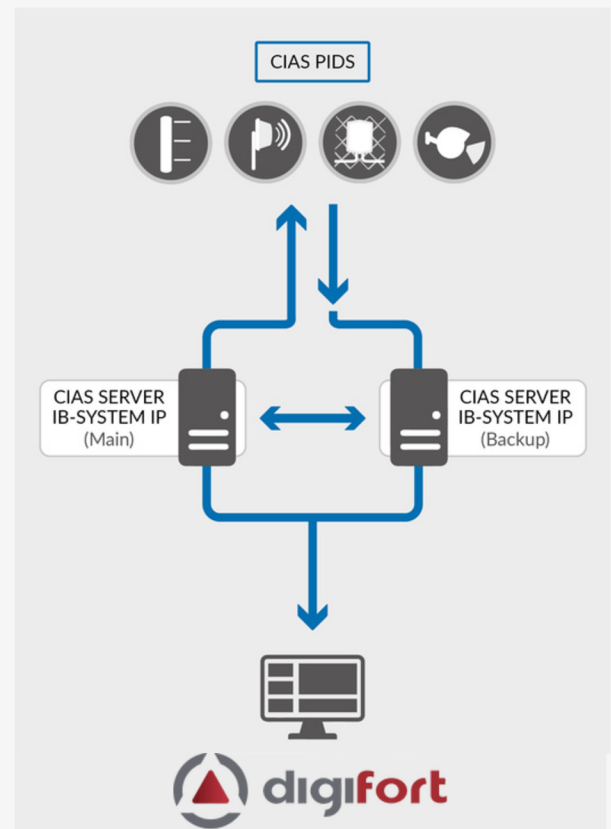 CIAS PIDS
CIAS SERVER
IB-SYSTEM IP
(Main)
CIAS SERVER
IB-SYSTEM IP
(Backup)
digifort